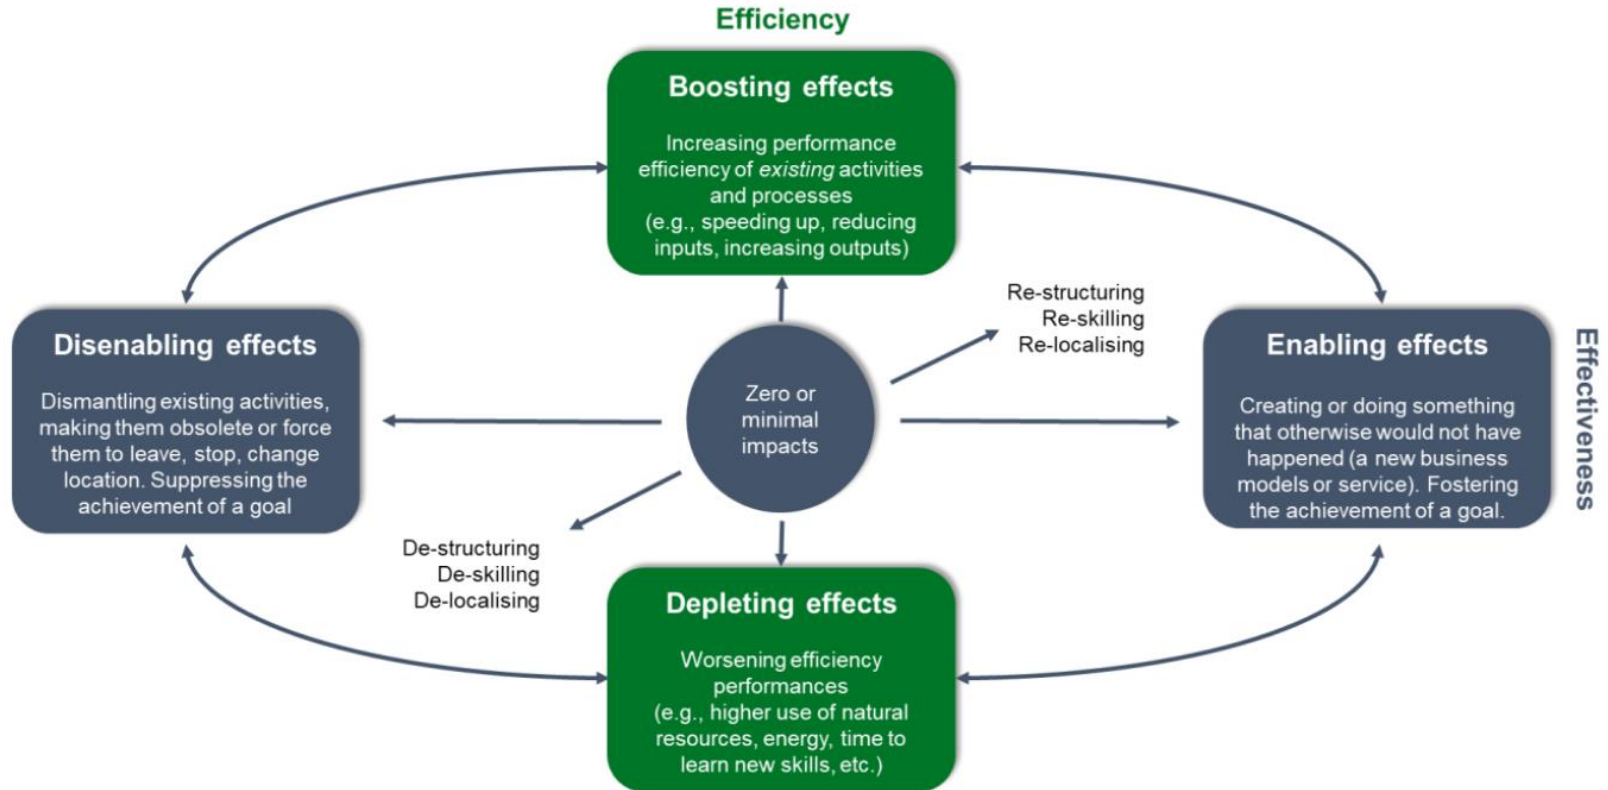 Efficiency
Boosting effects
Increasing performance
efficiency of existing activities
and processes
(e.g., speeding up, reducing
inputs, increasing outputs)
Re-structuring
Re-skilling
Re-localising
Disenabling effects
Dismantling existing activities,
making them obsolete or force
them to leave, stop, change
location. Suppressing the
achievement of a goal
Zero or
minimal
impacts
Enabling effects
Creating or doing something
that otherwise would not have
happened (a new business
models or service). Fostering
the achievement of a goal.
Effectiveness
De-structuring
De-skilling
De-localising
Depleting effects
Worsening efficiency
performances
(e.g., higher use of natural
resources, energy, time to
learn new skills, etc.)